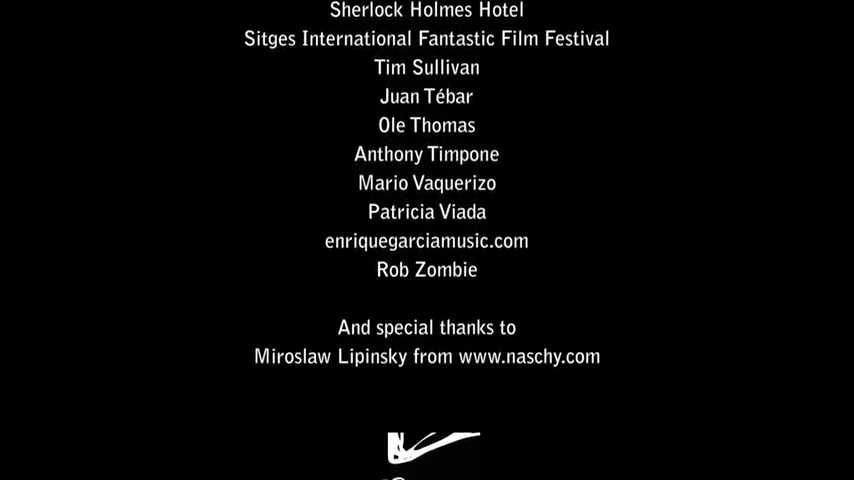 Sherlock Holmes Hotel
Sitges International Fantastic Film Festival
Tim Sullivan
Juan Tébar
Ole Thomas
Anthony Timpone
Mario Vaquerizo
Patricia Viada
enriquegarciamusic.com
Rob Zombie
And special thanks to
Miroslaw Lipinsky from www.naschy.com